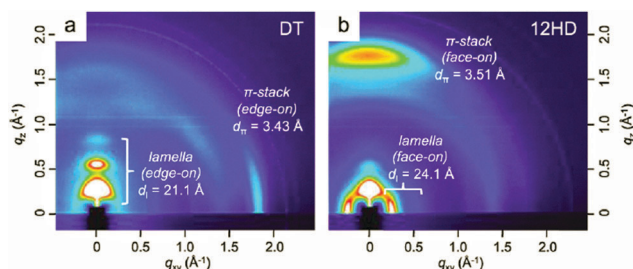 a
DT
π-stack
(edge-on)
dπ = 3.43 Å
lamella
(edge-on)
dl = 21.1 Å
qz (Å-1)
2.0
1.5
1.0
0.5
0
0
0.5
1.0
1.5
2.0
qxy (Å-1)
b
12HD
π-stack
(face-on)
dπ = 3.51 Å
lamella
(face-on)
dl = 24.1 Å
2.0
1.5
1.0
0.5
0
qz (Å-1)
0
0.5
1.0
1.5
2.0
qxy (Å-1)